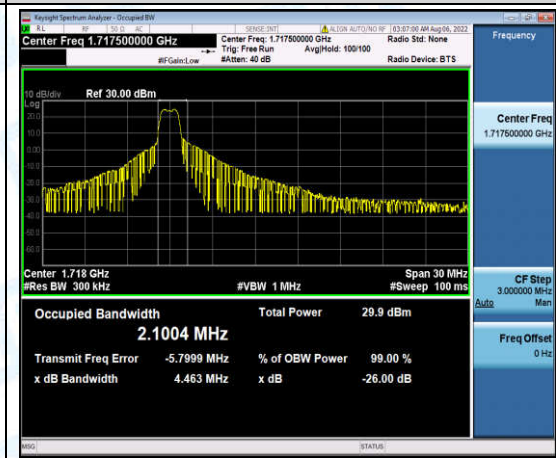 Keysight Spectrum Analyzer - Occupied BW
RL RF 50 Ω AC SENSE:INT ALIGN AUTO/NO RF 03:07:00 AM Aug 06, 2022
Center Freq 1.717500000 GHz
Center Freq: 1.717500000 GHz Radio Std: None
Trig: Free Run Avg|Hold: 100/100
#IFGain:Low #Atten: 40 dB Radio Device: BTS
Frequency
10 dB/div Ref 30.00 dBm
Log
20.0
10.0
0.00
-10.0
-20.0
-30.0
-40.0
-50.0
-60.0
Center Freq
1.717500000 GHz
Center 1.718 GHz Span 30 MHz
#Res BW 300 kHz #VBW 1 MHz #Sweep 100 ms
CF Step
3.000000 MHz
Auto Man
Occupied Bandwidth Total Power 29.9 dBm
2.1004 MHz
Freq Offset
0 Hz
Transmit Freq Error -5.7999 MHz % of OBW Power 99.00 %
x dB Bandwidth 4.463 MHz x dB -26.00 dB
MSG STATUS